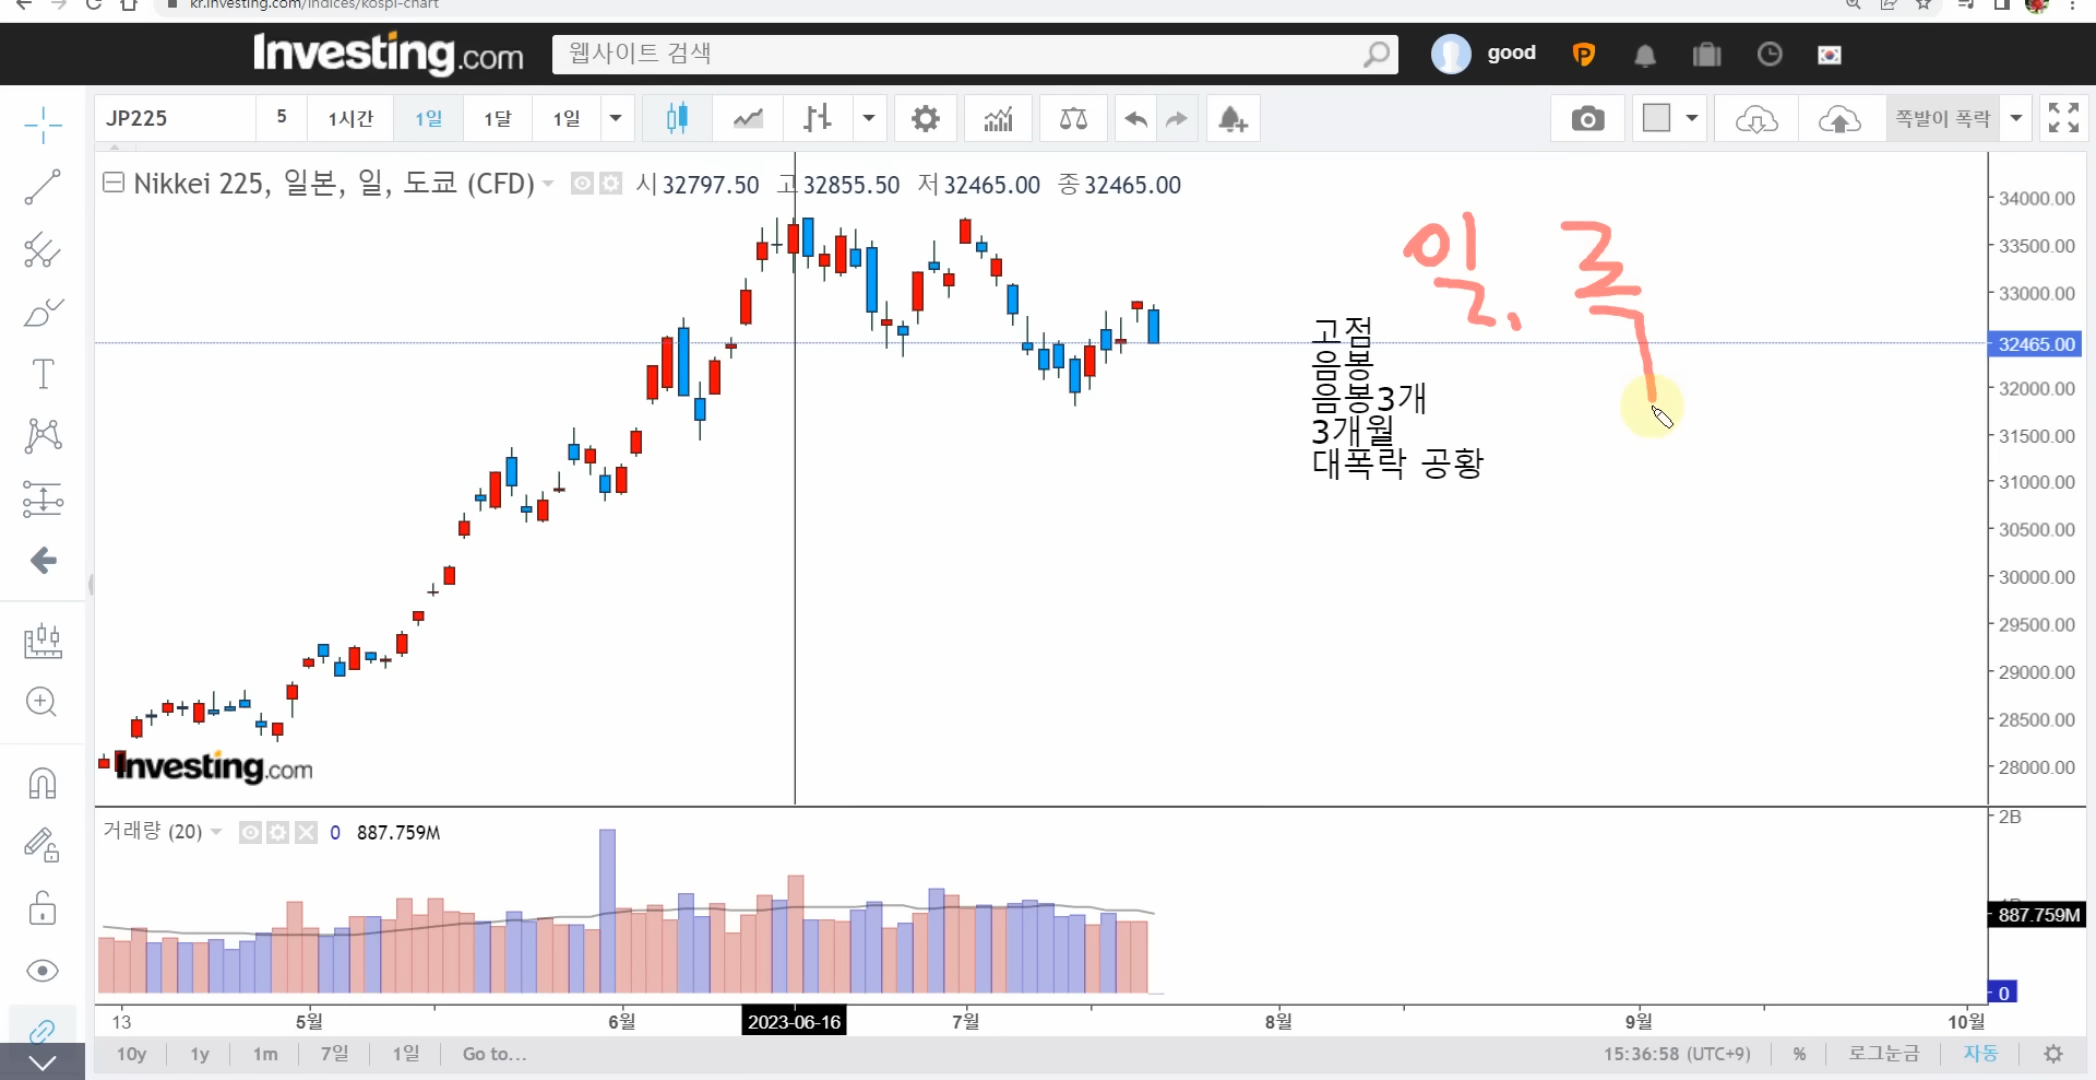 kr.investing.com/indices/kospi-chart
Investing.com
웹사이트 검색
good
JP225
5
1시간
1일
1달
1일
쪽발이 폭락
Nikkei 225, 일본, 일, 도쿄 (CFD)
시 32797.50 고 32855.50 저 32465.00 종 32465.00
34000.00
33500.00
33000.00
32465.00
32000.00
31500.00
31000.00
30500.00
30000.00
29500.00
29000.00
28500.00
28000.00
고점
음봉
음봉3개
3개월
대폭락 공황
Investing.com
거래량 (20)
0 887.759M
2B
887.759M
0
13
5월
6월
2023-06-16
7월
8월
9월
10월
10y
1y
1m
7일
1일
Go to...
15:36:58 (UTC+9)
%
로그눈금
자동